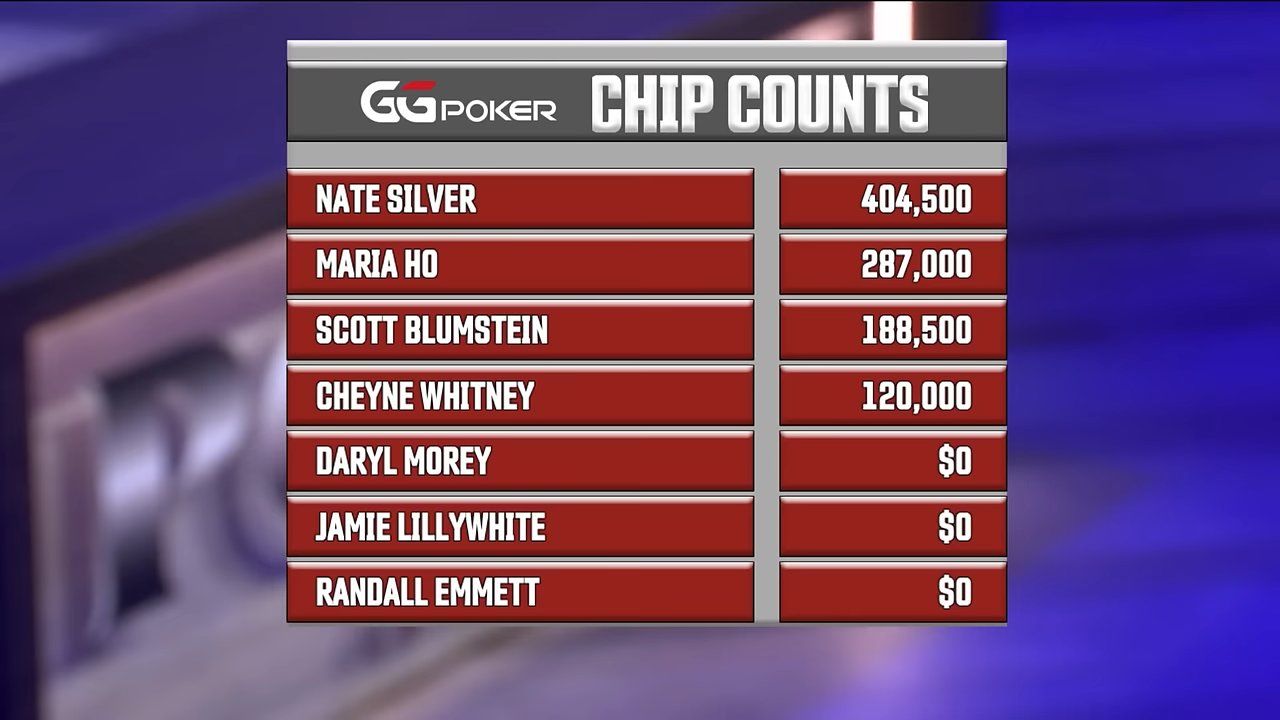 GGPOKER CHIP COUNTS
NATE SILVER 404,500
MARIA HO 287,000
SCOTT BLUMSTEIN 188,500
CHEYNE WHITNEY 120,000
DARYL MOREY $0
JAMIE LILLYWHITE $0
RANDALL EMMETT $0